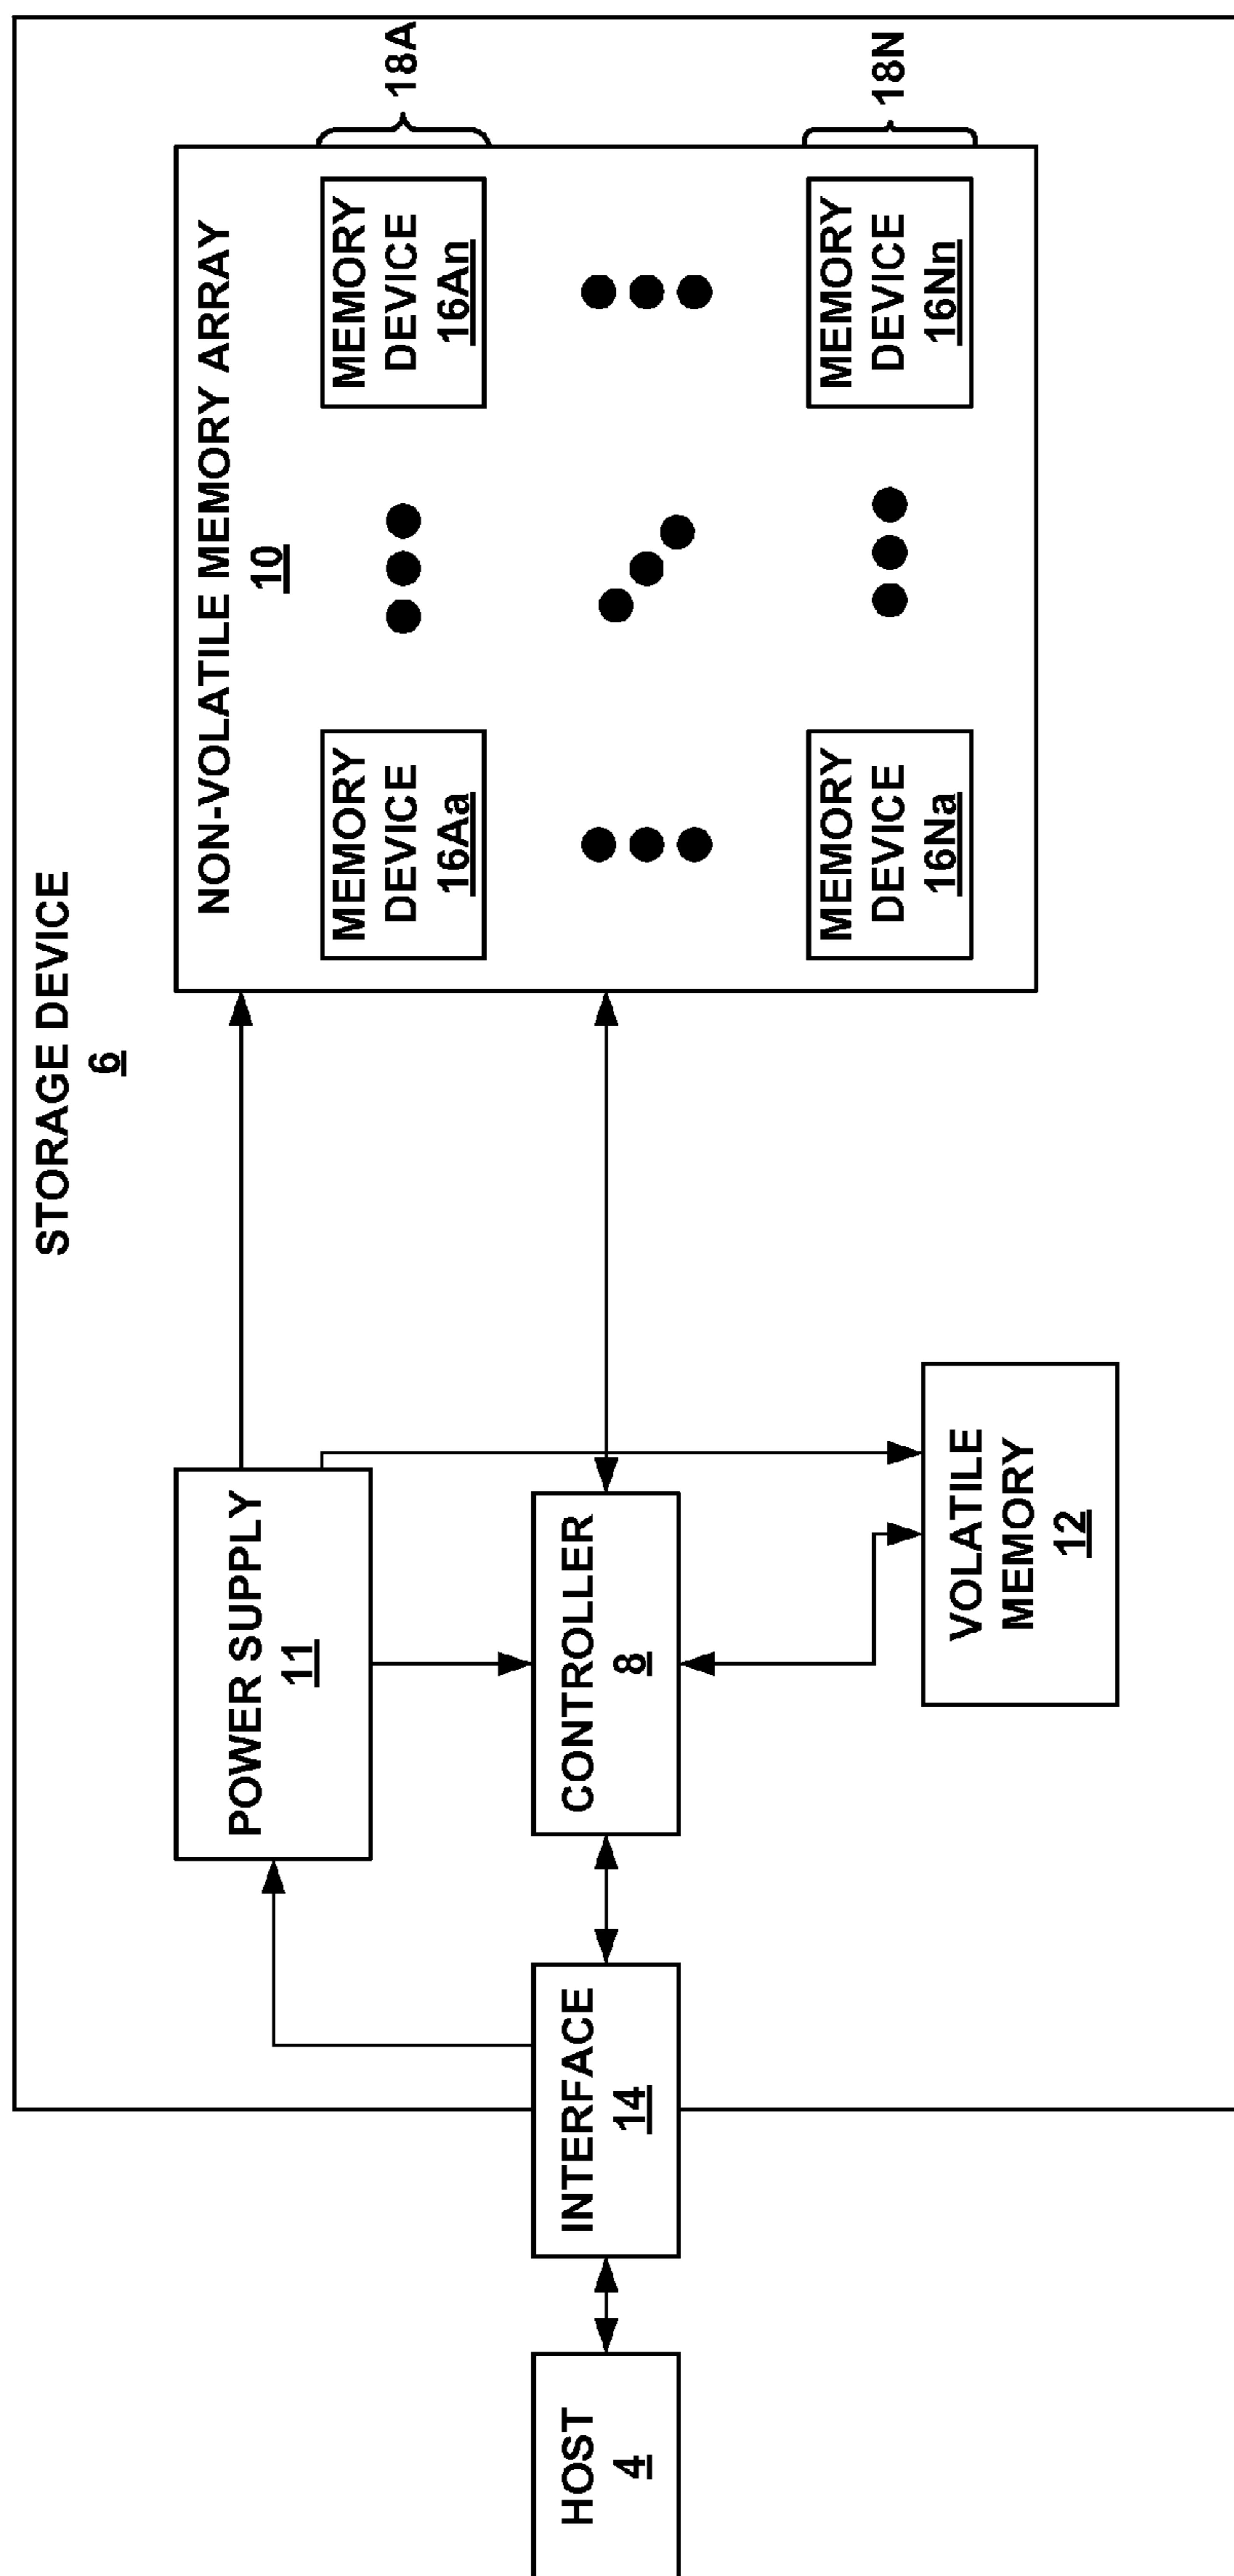 STORAGE DEVICE
6
NON-VOLATILE MEMORY ARRAY
10
MEMORY
DEVICE
16Aa
MEMORY
DEVICE
16An
18A
MEMORY
DEVICE
16Na
MEMORY
DEVICE
16Nn
18N
POWER SUPPLY
11
HOST
4
INTERFACE
14
CONTROLLER
8
VOLATILE
MEMORY
12